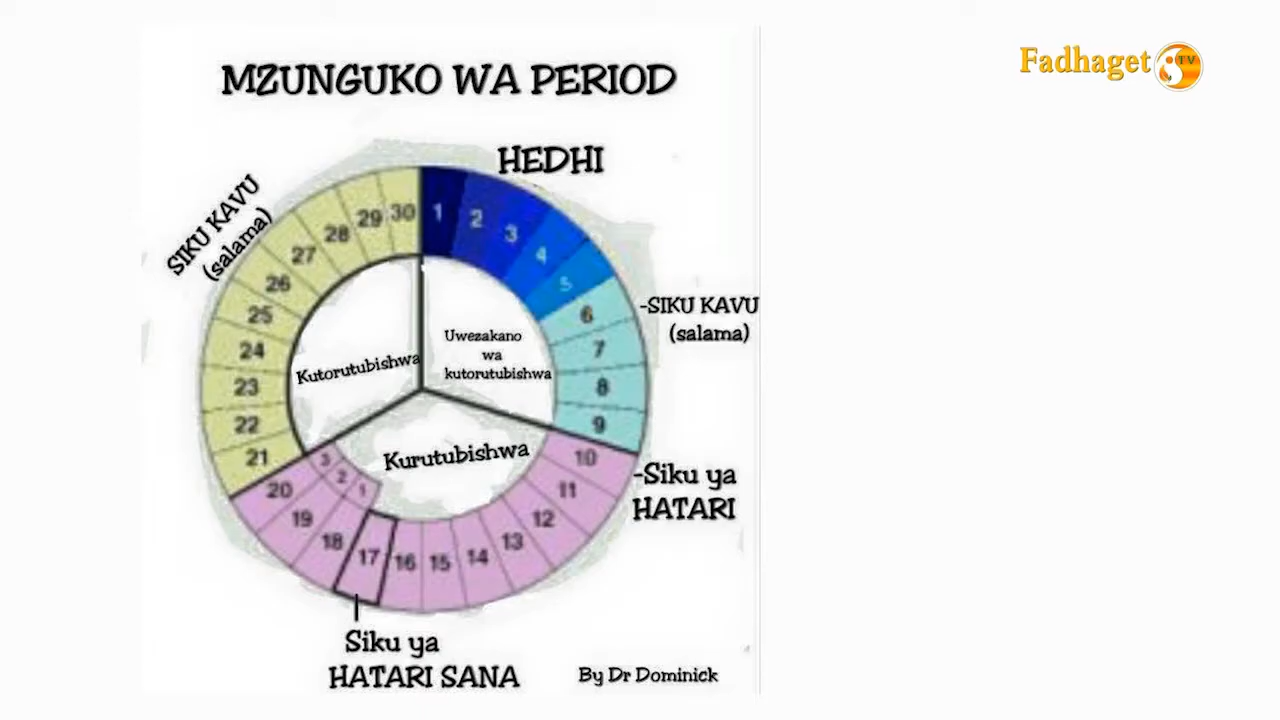 Fadhaget TV
MZUNGUKO WA PERIOD
HEDHI
SIKU KAVU
(salama)
1
2
3
4
5
6
7
8
9
10
11
12
13
14
15
16
17
18
19
20
21
22
23
24
25
26
27
28
29
30
-SIKU KAVU
(salama)
Uwezakano
wa
kutorutubishwa
Kutorutubishwa
Kurutubishwa
3
2
1
-Siku ya
HATARI
Siku ya
HATARI SANA
By Dr Dominick